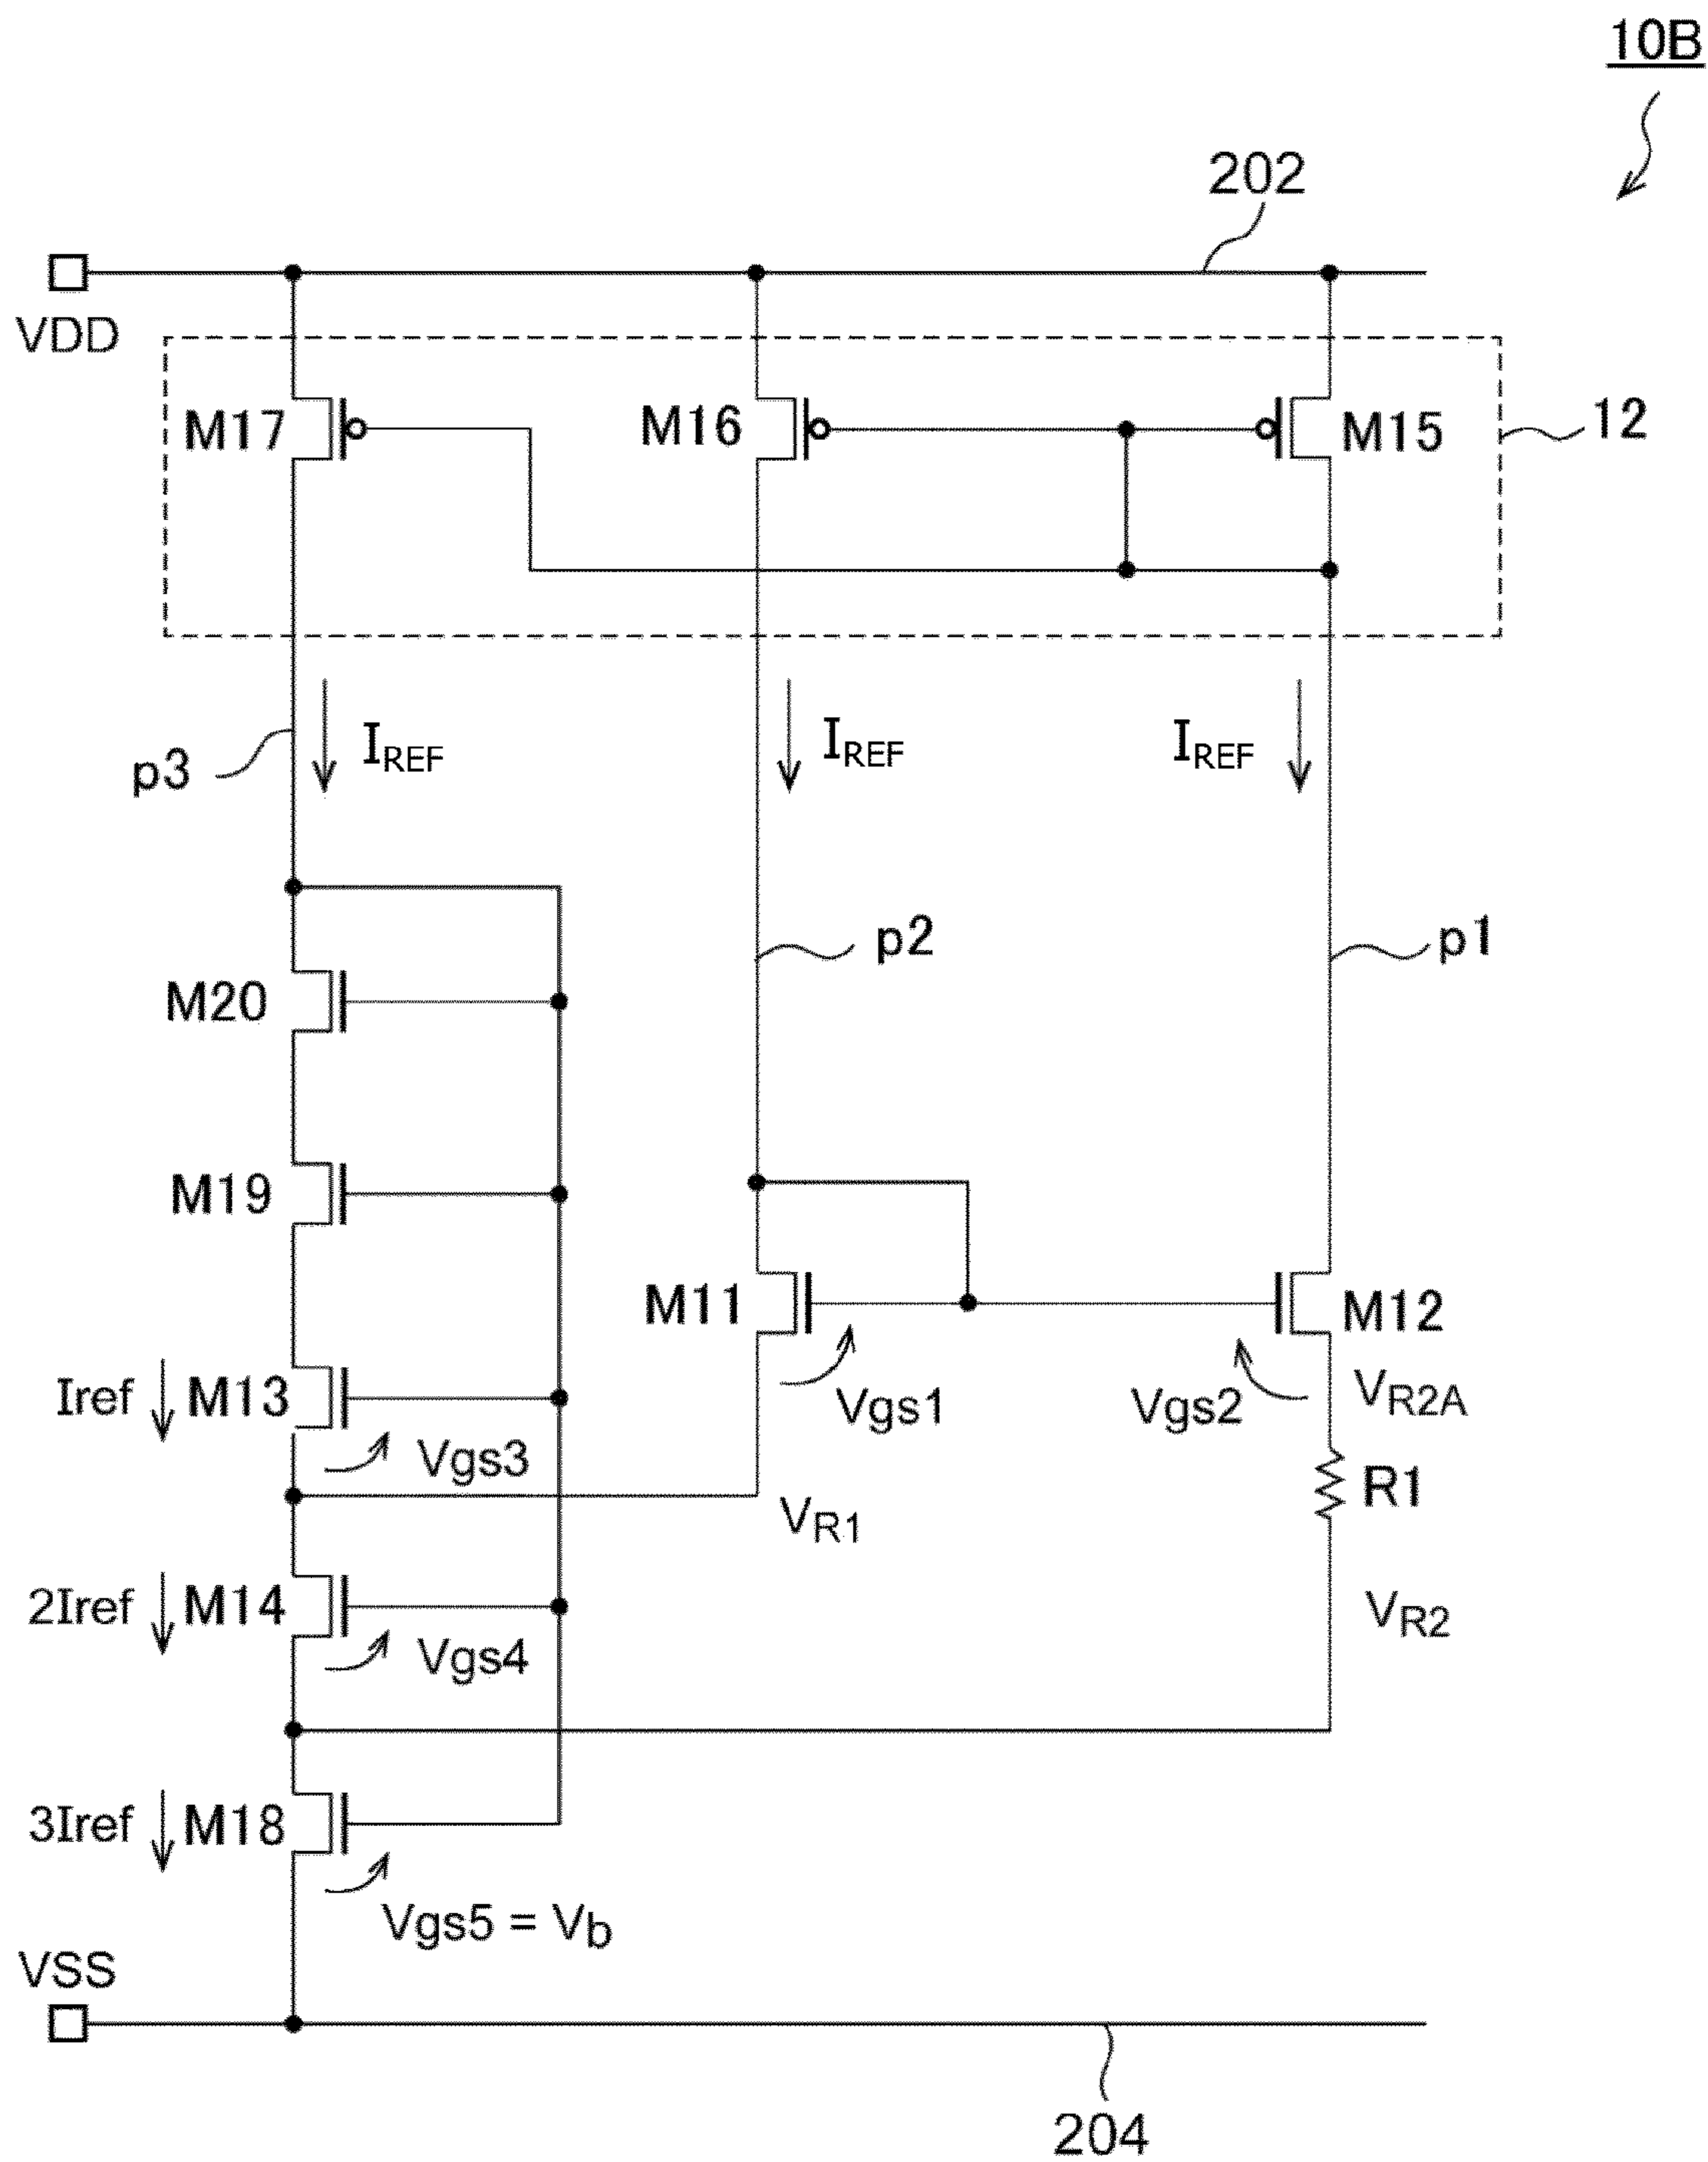 10B
202
VDD
M17
M16
M15
12
p3
IREF
IREF
IREF
p2
p1
M20
M19
M11
M12
Iref
M13
Vgs1
Vgs2
VR2A
Vgs3
R1
VR1
2Iref
M14
VR2
Vgs4
3Iref
M18
Vgs5 = Vb
VSS
204